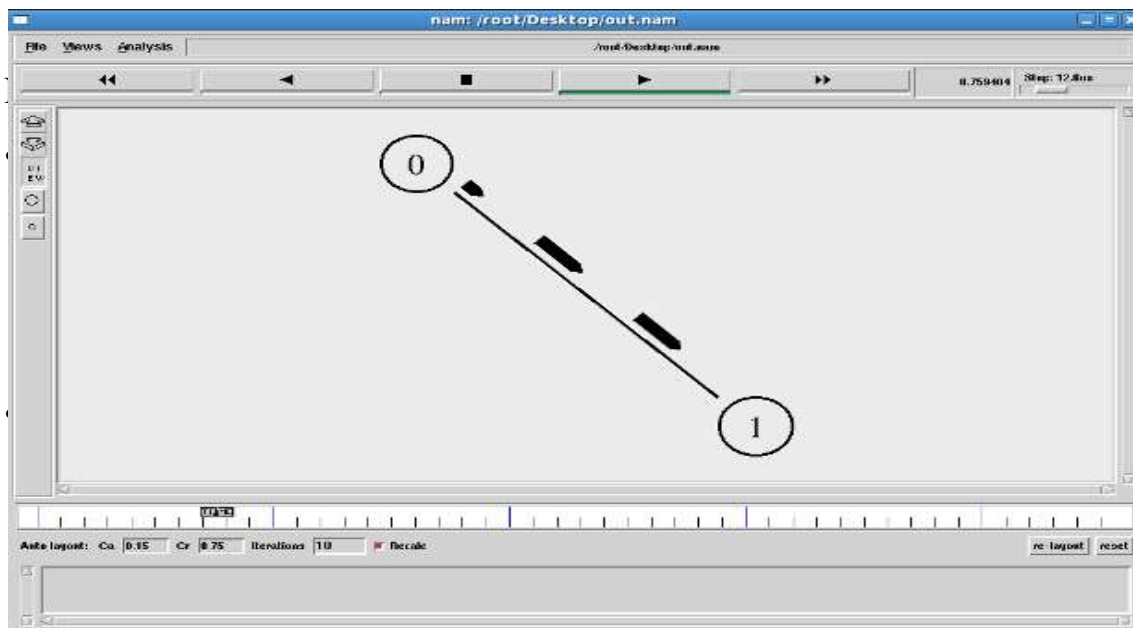 nam: /root/Desktop/out.nam
File Views Analysis /root/Desktop/out.nam
0.759404 Step: 12.0us
0
1
Auto layout: Ca 0.15 Cr 0.75 Iterations 10 Recalc re-layout reset